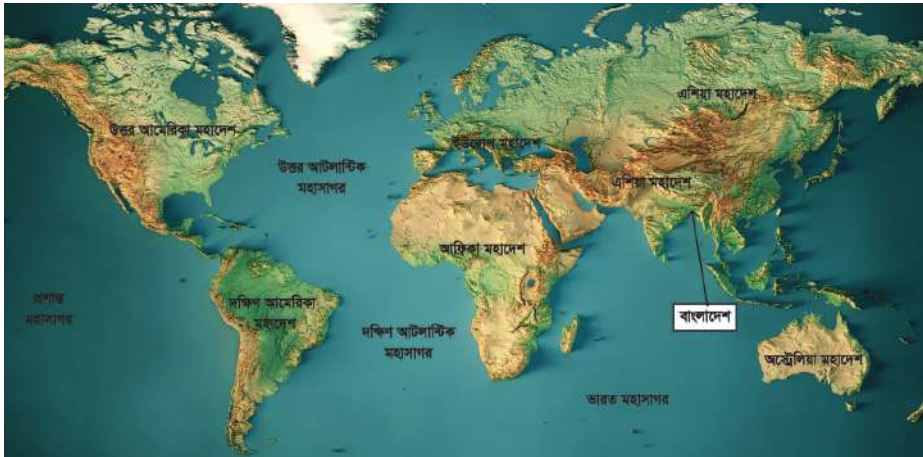 এশিয়া মহাদেশ
উত্তর আমেরিকা মহাদেশ
ইউরোপ মহাদেশ
উত্তর আটলান্টিক
মহাসাগর
এশিয়া মহাদেশ
আফ্রিকা মহাদেশ
প্রশান্ত
মহাসাগর
দক্ষিণ আমেরিকা
মহাদেশ
দক্ষিণ আটলান্টিক
মহাসাগর
বাংলাদেশ
অস্ট্রেলিয়া মহাদেশ
ভারত মহাসাগর